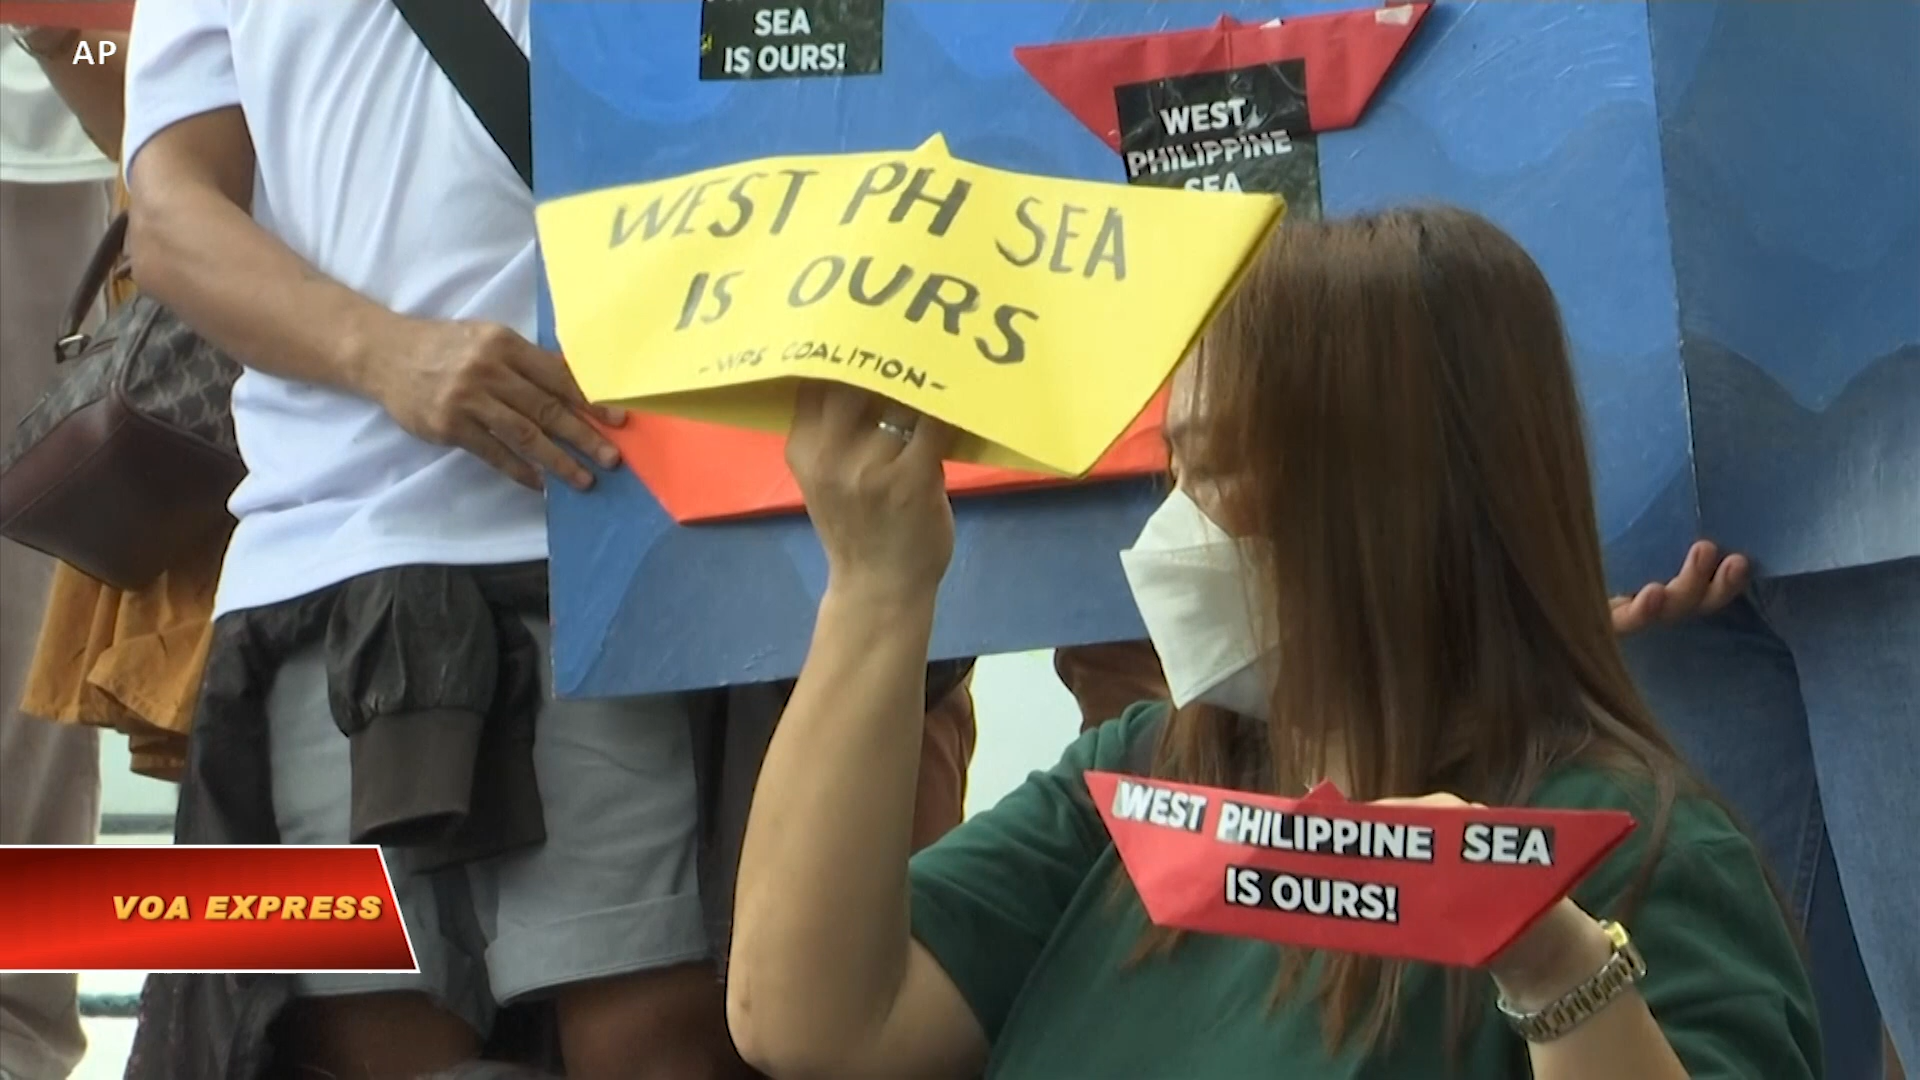 AP
SEA
IS OURS!
WEST
PHILIPPINE
SEA
WEST PH SEA
IS OURS
-WPS COALITION-
WEST PHILIPPINE SEA
IS OURS!
VOA EXPRESS